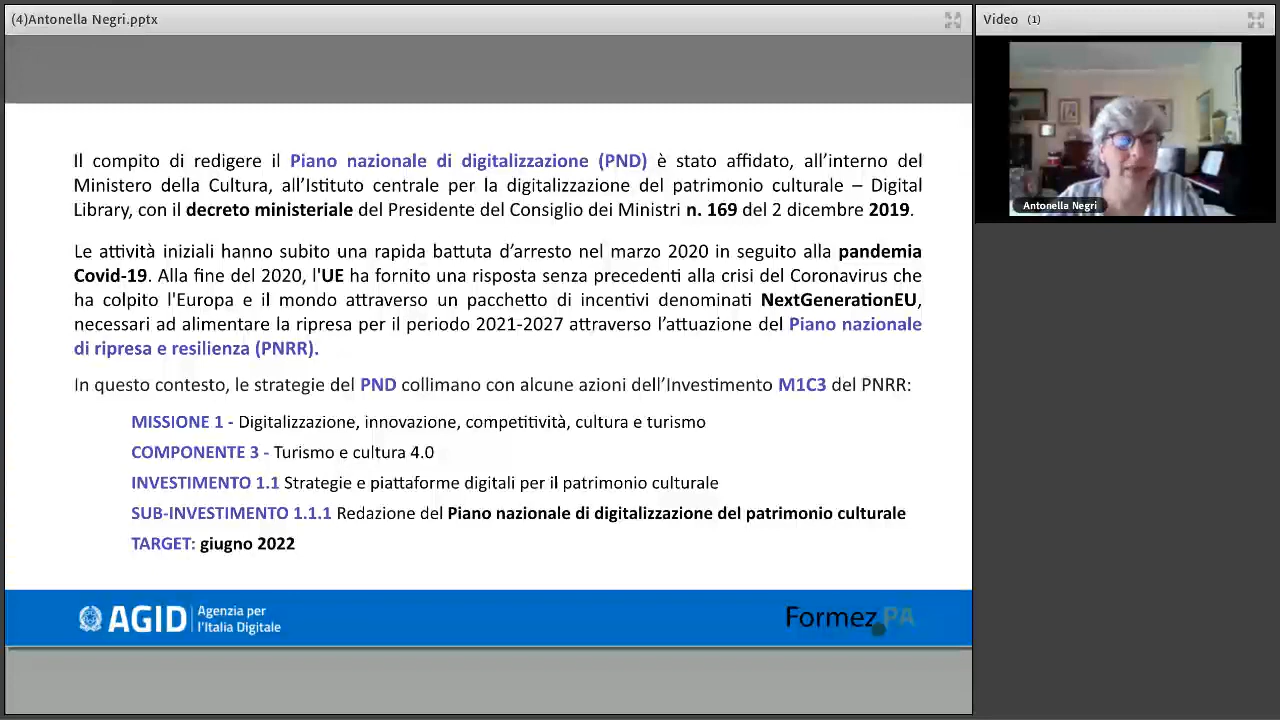 (4)Antonella Negri.pptx
Video (1)
Antonella Negri
Il compito di redigere il Piano nazionale di digitalizzazione (PND) è stato affidato, all’interno del
Ministero della Cultura, all’Istituto centrale per la digitalizzazione del patrimonio culturale – Digital
Library, con il decreto ministeriale del Presidente del Consiglio dei Ministri n. 169 del 2 dicembre 2019.
Le attività iniziali hanno subito una rapida battuta d’arresto nel marzo 2020 in seguito alla pandemia
Covid-19. Alla fine del 2020, l'UE ha fornito una risposta senza precedenti alla crisi del Coronavirus che
ha colpito l'Europa e il mondo attraverso un pacchetto di incentivi denominati NextGenerationEU,
necessari ad alimentare la ripresa per il periodo 2021-2027 attraverso l’attuazione del Piano nazionale
di ripresa e resilienza (PNRR).
In questo contesto, le strategie del PND collimano con alcune azioni dell’Investimento M1C3 del PNRR:
MISSIONE 1 - Digitalizzazione, innovazione, competitività, cultura e turismo
COMPONENTE 3 - Turismo e cultura 4.0
INVESTIMENTO 1.1 Strategie e piattaforme digitali per il patrimonio culturale
SUB-INVESTIMENTO 1.1.1 Redazione del Piano nazionale di digitalizzazione del patrimonio culturale
TARGET: giugno 2022
AGID Agenzia per
l’Italia Digitale
Formez PA